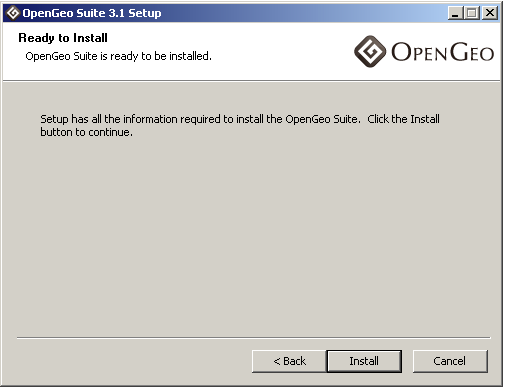 OpenGeo Suite 3.1 Setup
Ready to Install
OpenGeo Suite is ready to be installed.
OPENGEO
Setup has all the information required to install the OpenGeo Suite. Click the Install
button to continue.
< Back
Install
Cancel